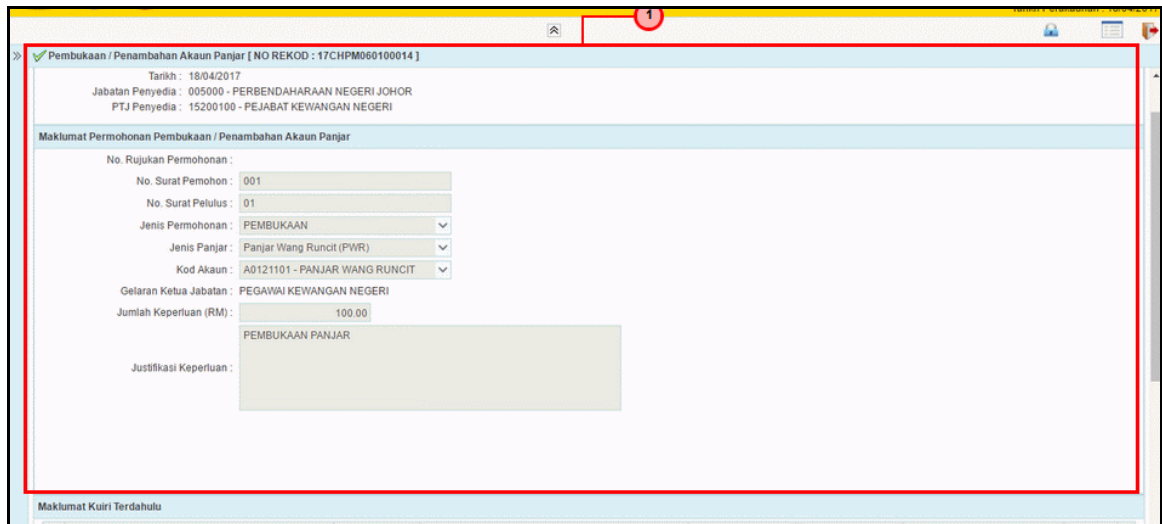 1
Pembukaan / Penambahan Akaun Panjar [ NO REKOD : 17CHPM060100014 ]
Tarikh : 18/04/2017
Jabatan Penyedia : 005000 - PERBENDAHARAAN NEGERI JOHOR
PTJ Penyedia : 15200100 - PEJABAT KEWANGAN NEGERI
Maklumat Permohonan Pembukaan / Penambahan Akaun Panjar
No. Rujukan Permohonan :
No. Surat Pemohon : 001
No. Surat Pelulus : 01
Jenis Permohonan : PEMBUKAAN
Jenis Panjar : Panjar Wang Runcit (PWR)
Kod Akaun : A0121101 - PANJAR WANG RUNCIT
Gelaran Ketua Jabatan : PEGAWAI KEWANGAN NEGERI
Jumlah Keperluan (RM) : 100.00
PEMBUKAAN PANJAR
Justifikasi Keperluan :
Maklumat Kuiri Terdahulu